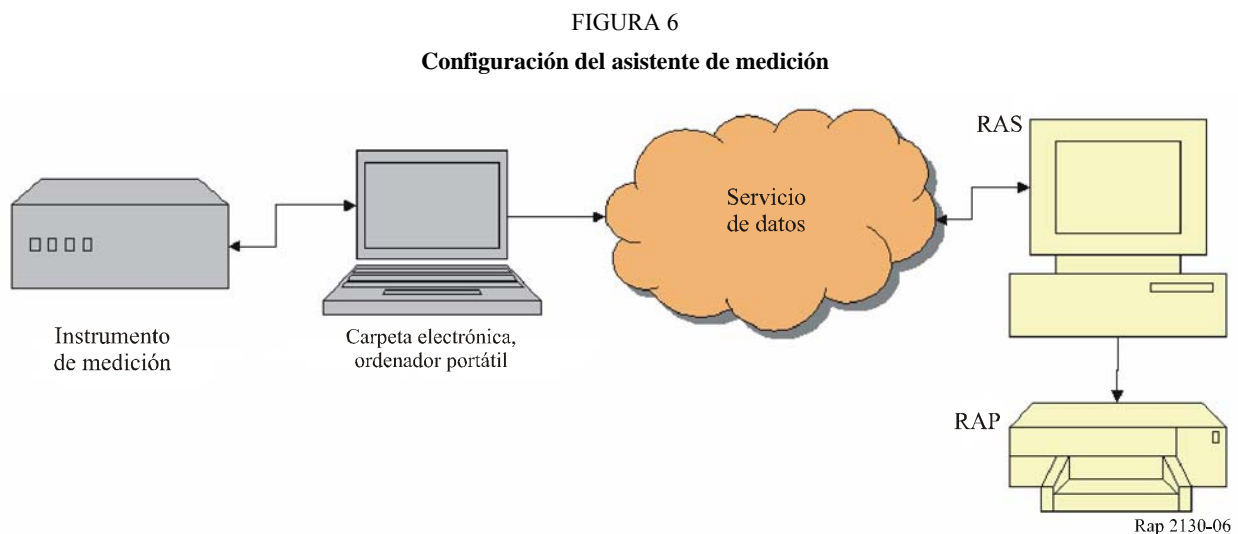 FIGURA 6
Configuración del asistente de medición
RAS
Servicio
de datos
Instrumento
de medición
Carpeta electrónica,
ordenador portátil
RAP
Rap 2130-06